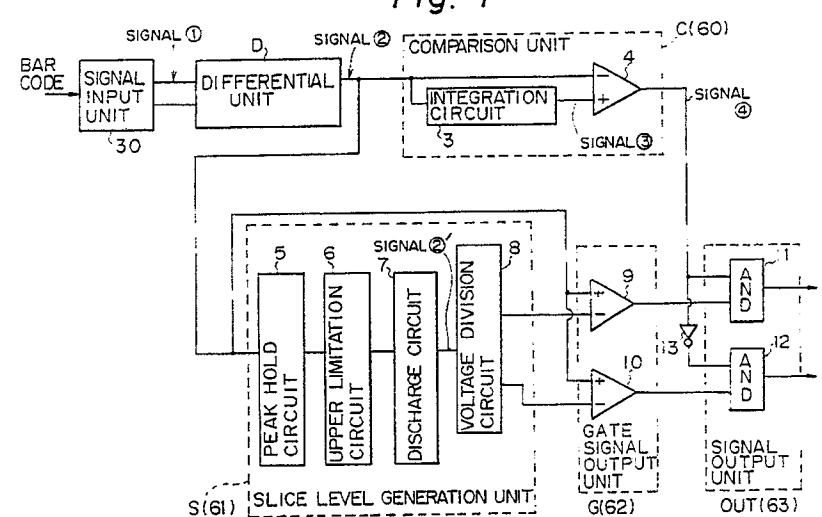 Fig. 1
SIGNAL ①
D
SIGNAL ②
COMPARISON UNIT
C(60)
BAR
CODE
SIGNAL
INPUT
UNIT
30
DIFFERENTIAL
UNIT
INTEGRATION
CIRCUIT
3
4
SIGNAL ③
SIGNAL
④
5
6
7
SIGNAL ②'
8
PEAK HOLD
CIRCUIT
UPPER LIMITATION
CIRCUIT
DISCHARGE CIRCUIT
VOLTAGE DIVISION
CIRCUIT
+
−
+
−
+
−
9
10
13
11
AND
12
AND
GATE
SIGNAL
OUTPUT
UNIT
SIGNAL
OUTPUT
UNIT
S(61)
SLICE LEVEL GENERATION UNIT
G(62)
OUT(63)